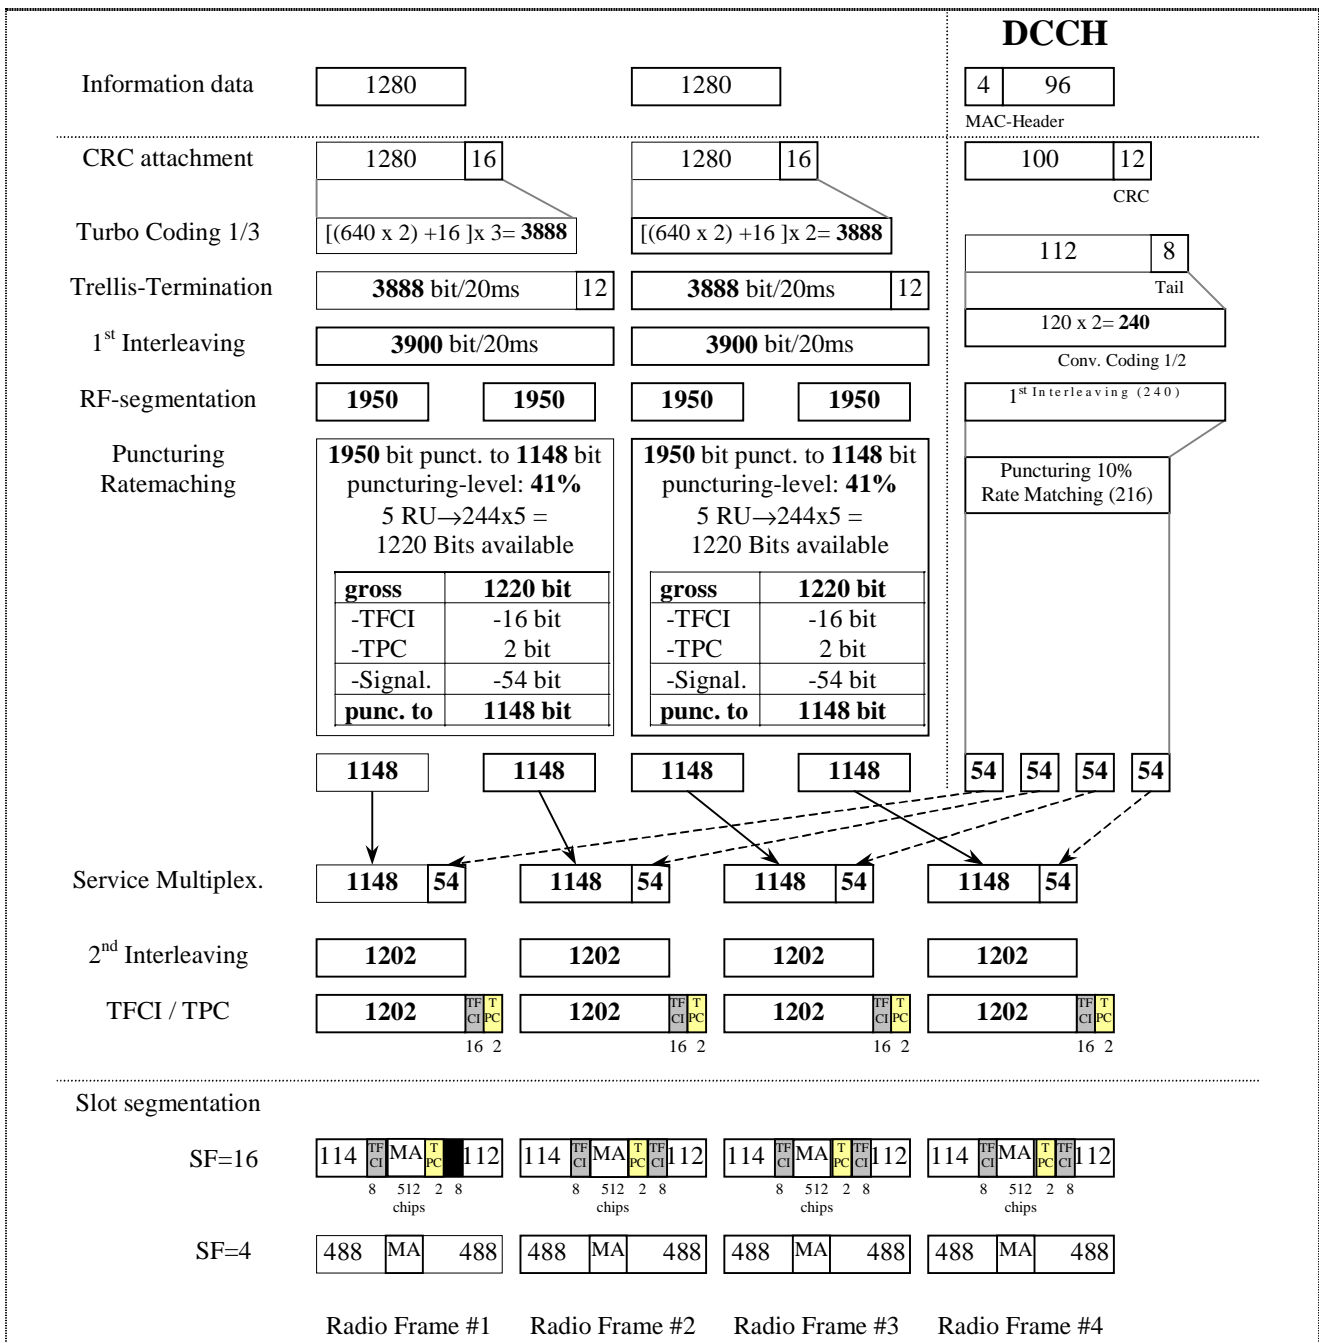 DCCH
Information data 1280 1280 4 96
MAC-Header
CRC attachment 1280 16 1280 16 100 12
CRC
Turbo Coding 1/3 [(640 x 2) +16 ]x 3= 3888 [(640 x 2) +16 ]x 2= 3888
112 8
Tail
Trellis-Termination 3888 bit/20ms 12 3888 bit/20ms 12
120 x 2= 240
Conv. Coding 1/2
1st Interleaving 3900 bit/20ms 3900 bit/20ms
RF-segmentation 1950 1950 1950 1950 1st Interleaving (240)
Puncturing
Ratemaching
1950 bit punct. to 1148 bit
puncturing-level: 41%
5 RU→244x5 =
1220 Bits available
gross 1220 bit
-TFCI -16 bit
-TPC 2 bit
-Signal. -54 bit
punc. to 1148 bit
1950 bit punct. to 1148 bit
puncturing-level: 41%
5 RU→244x5 =
1220 Bits available
gross 1220 bit
-TFCI -16 bit
-TPC 2 bit
-Signal. -54 bit
punc. to 1148 bit
Puncturing 10%
Rate Matching (216)
1148 1148 1148 1148 54 54 54 54
Service Multiplex. 1148 54 1148 54 1148 54 1148 54
2nd Interleaving 1202 1202 1202 1202
TFCI / TPC 1202 TF CI T PC 1202 TF CI T PC 1202 TF CI T PC 1202 TF CI T PC
16 2 16 2 16 2 16 2
Slot segmentation
SF=16 114 TF CI MA T PC 112 114 TF CI MA T PC TF CI 112 114 TF CI MA T PC TF CI 112 114 TF CI MA T PC TF CI 112
8 512 2 8 8 512 2 8 8 512 2 8 8 512 2 8
chips chips chips chips
SF=4 488 MA 488 488 MA 488 488 MA 488 488 MA 488
Radio Frame #1 Radio Frame #2 Radio Frame #3 Radio Frame #4